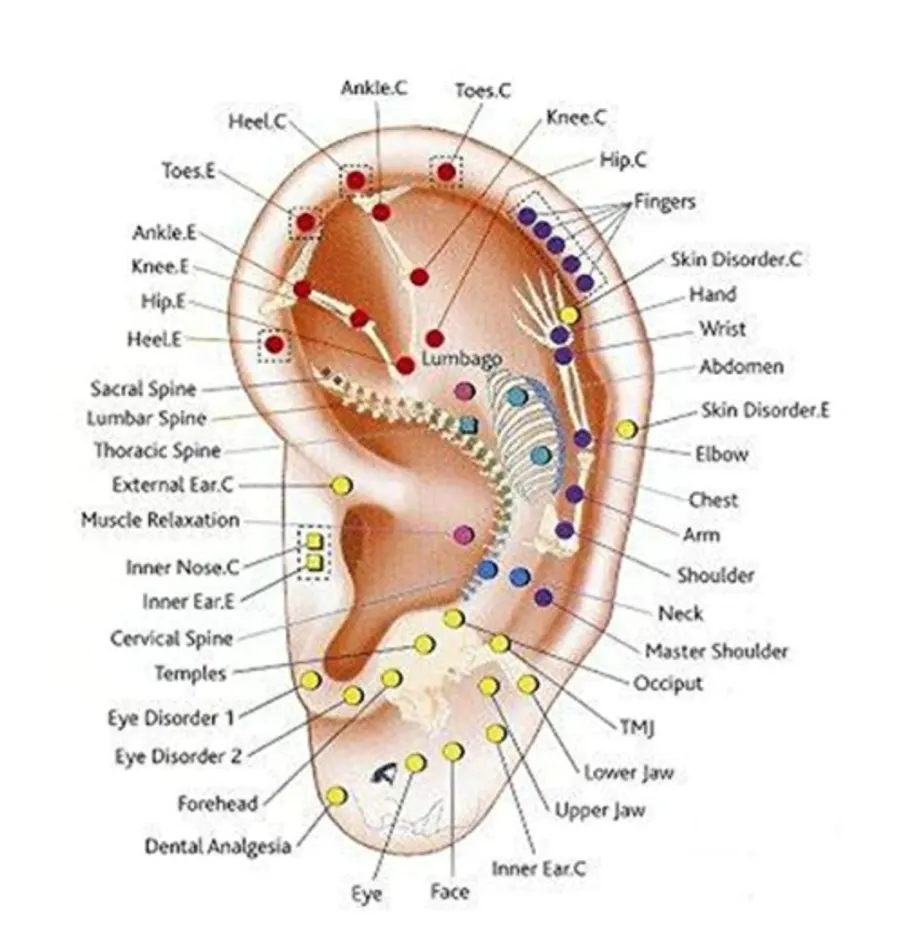 Ankle.C
Toes.C
Heel.C
Knee.C
Hip.C
Toes.E
Fingers
Ankle.E
Skin Disorder.C
Knee.E
Hand
Hip.E
Wrist
Heel.E
Lumbago
Abdomen
Sacral Spine
Skin Disorder.E
Lumbar Spine
Thoracic Spine
Elbow
External Ear.C
Chest
Muscle Relaxation
Arm
Inner Nose.C
Shoulder
Inner Ear.E
Neck
Cervical Spine
Master Shoulder
Temples
Occiput
Eye Disorder 1
TMJ
Eye Disorder 2
Lower Jaw
Forehead
Upper Jaw
Dental Analgesia
Inner Ear.C
Eye
Face